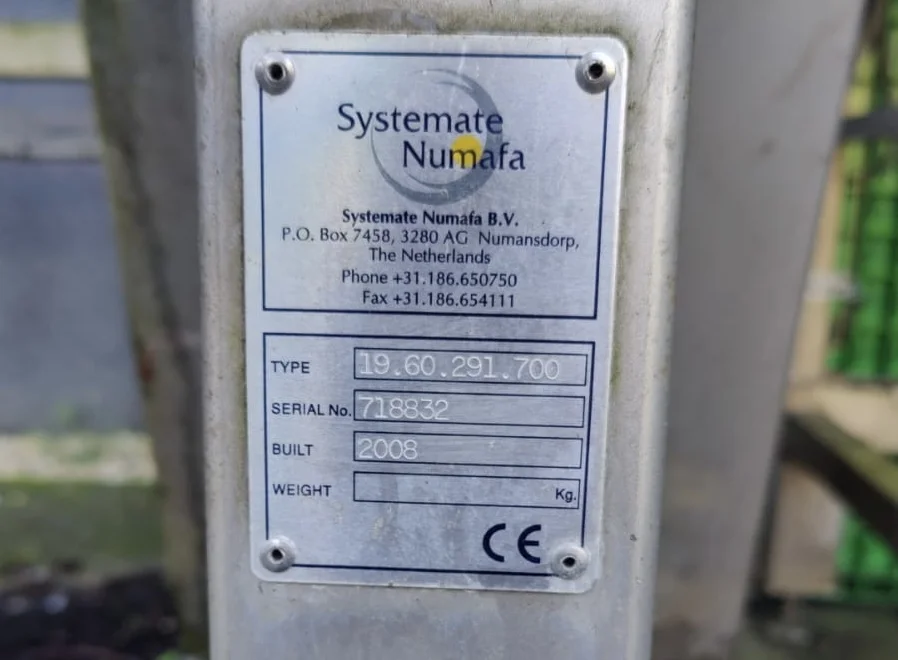 Systemate
Numafa
Systemate Numafa B.V.
P.O. Box 7458, 3280 AG Numansdorp,
The Netherlands
Phone +31.186.650750
Fax +31.186.654111
TYPE 19.60.291.700
SERIAL No. 718832
BUILT 2008
WEIGHT Kg.
CE